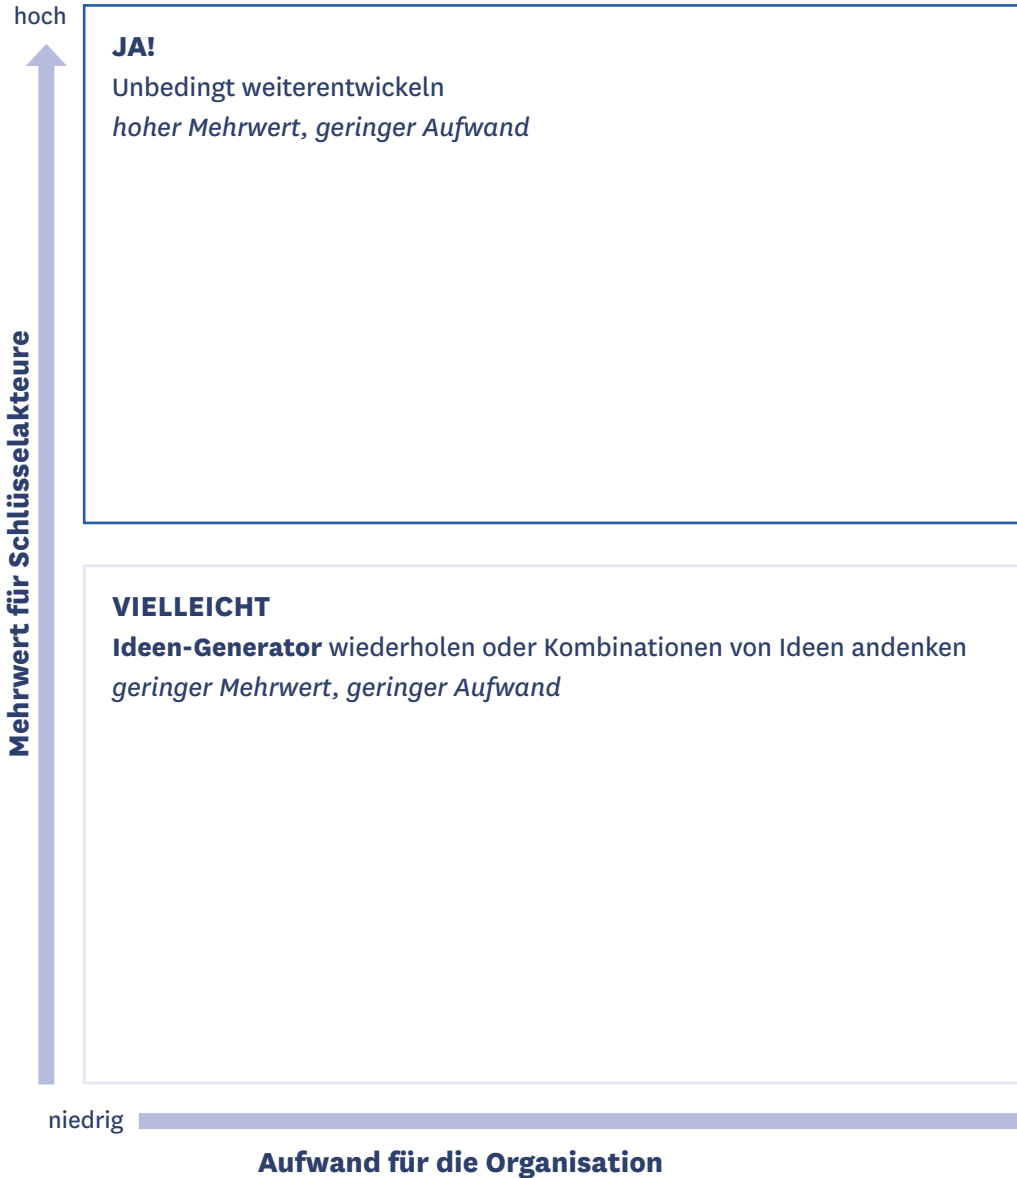 hoch
JA!
Unbedingt weiterentwickeln
hoher Mehrwert, geringer Aufwand
Mehrwert für Schlüsselakteure
VIELLEICHT
Ideen-Generator wiederholen oder Kombinationen von Ideen andenken
geringer Mehrwert, geringer Aufwand
niedrig
Aufwand für die Organisation